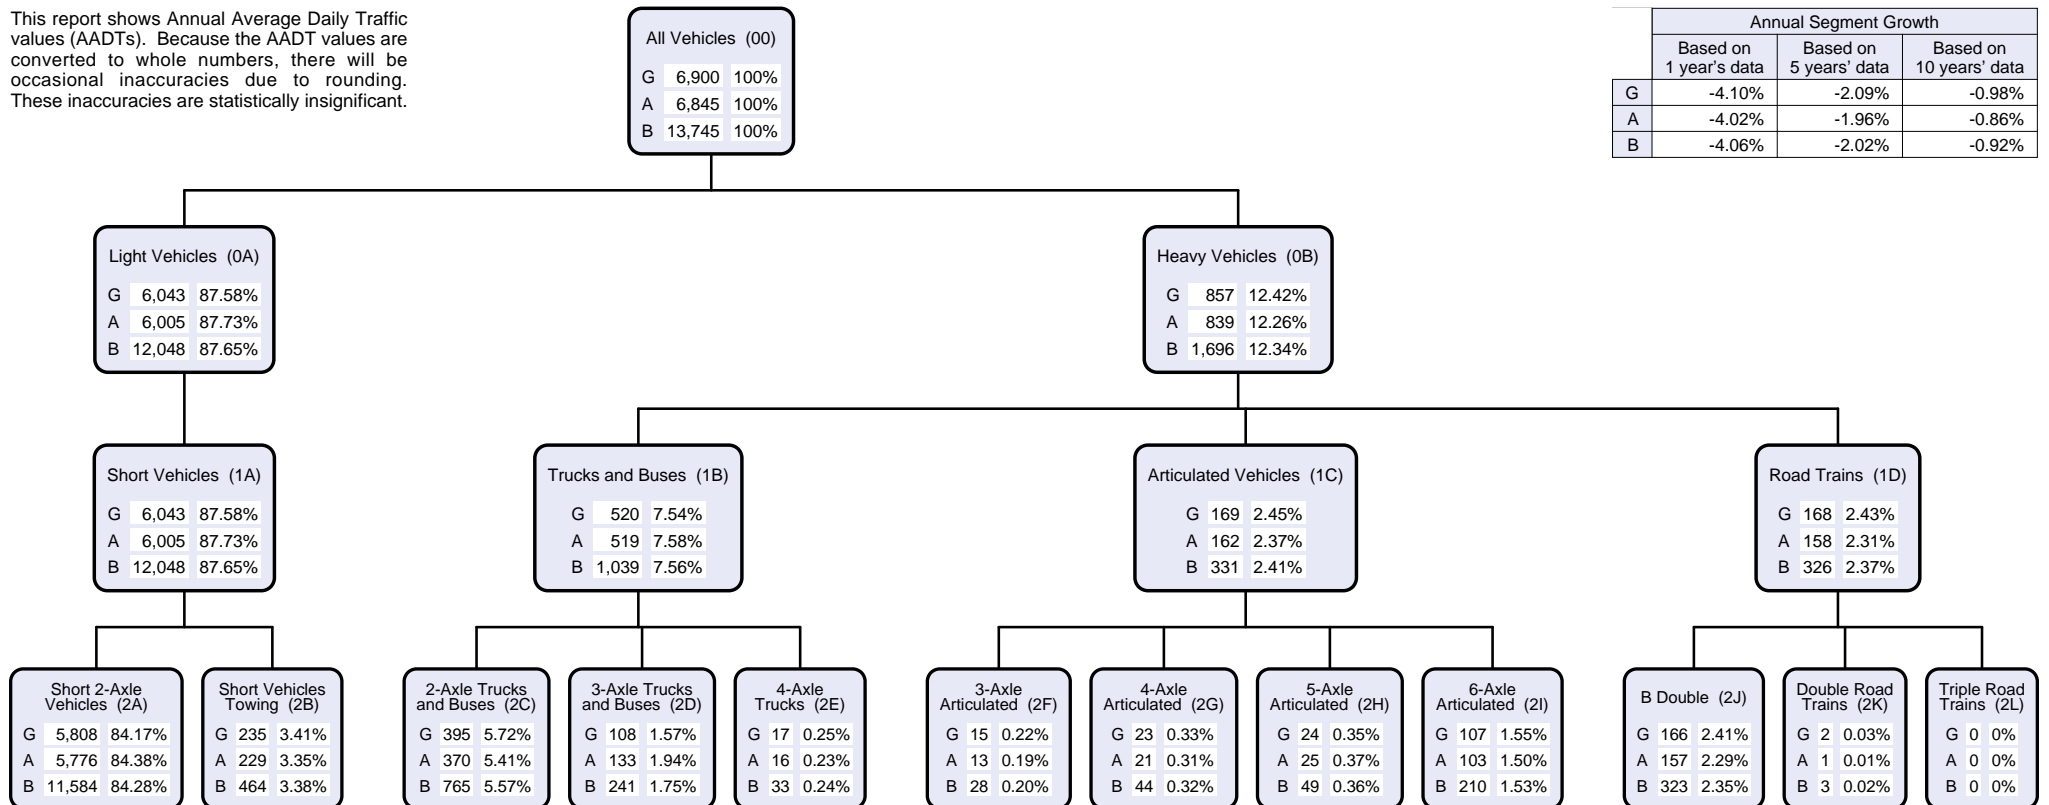 This report shows Annual Average Daily Traffic
values (AADTs). Because the AADT values are
converted to whole numbers, there will be
occasional inaccuracies due to rounding.
These inaccuracies are statistically insignificant.
All Vehicles (00)
G 6,900 100%
A 6,845 100%
B 13,745 100%
Annual Segment Growth
Based on 1 year's data Based on 5 years' data Based on 10 years' data
G -4.10% -2.09% -0.98%
A -4.02% -1.96% -0.86%
B -4.06% -2.02% -0.92%
Light Vehicles (0A)
G 6,043 87.58%
A 6,005 87.73%
B 12,048 87.65%
Heavy Vehicles (0B)
G 857 12.42%
A 839 12.26%
B 1,696 12.34%
Short Vehicles (1A)
G 6,043 87.58%
A 6,005 87.73%
B 12,048 87.65%
Trucks and Buses (1B)
G 520 7.54%
A 519 7.58%
B 1,039 7.56%
Articulated Vehicles (1C)
G 169 2.45%
A 162 2.37%
B 331 2.41%
Road Trains (1D)
G 168 2.43%
A 158 2.31%
B 326 2.37%
Short 2-Axle
Vehicles (2A)
G 5,808 84.17%
A 5,776 84.38%
B 11,584 84.28%
Short Vehicles
Towing (2B)
G 235 3.41%
A 229 3.35%
B 464 3.38%
2-Axle Trucks
and Buses (2C)
G 395 5.72%
A 370 5.41%
B 765 5.57%
3-Axle Trucks
and Buses (2D)
G 108 1.57%
A 133 1.94%
B 241 1.75%
4-Axle
Trucks (2E)
G 17 0.25%
A 16 0.23%
B 33 0.24%
3-Axle
Articulated (2F)
G 15 0.22%
A 13 0.19%
B 28 0.20%
4-Axle
Articulated (2G)
G 23 0.33%
A 21 0.31%
B 44 0.32%
5-Axle
Articulated (2H)
G 24 0.35%
A 25 0.37%
B 49 0.36%
6-Axle
Articulated (2I)
G 107 1.55%
A 103 1.50%
B 210 1.53%
B Double (2J)
G 166 2.41%
A 157 2.29%
B 323 2.35%
Double Road
Trains (2K)
G 2 0.03%
A 1 0.01%
B 3 0.02%
Triple Road
Trains (2L)
G 0 0%
A 0 0%
B 0 0%